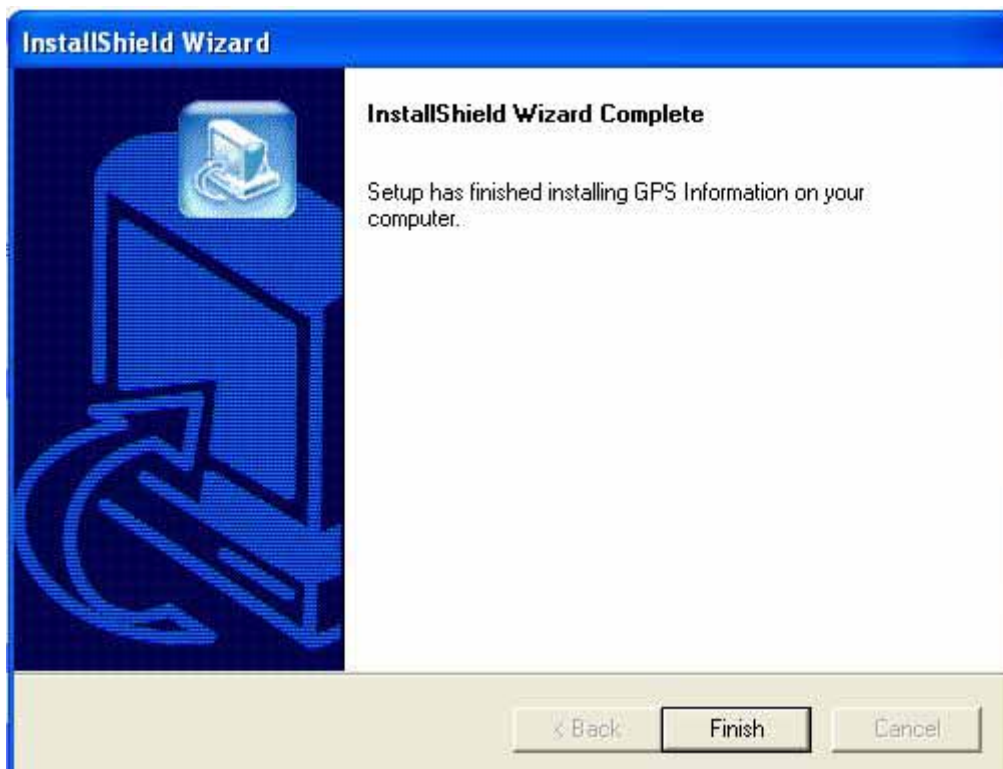 InstallShield Wizard
InstallShield Wizard Complete
Setup has finished installing GPS Information on your
computer.
< Back
Finish
Cancel